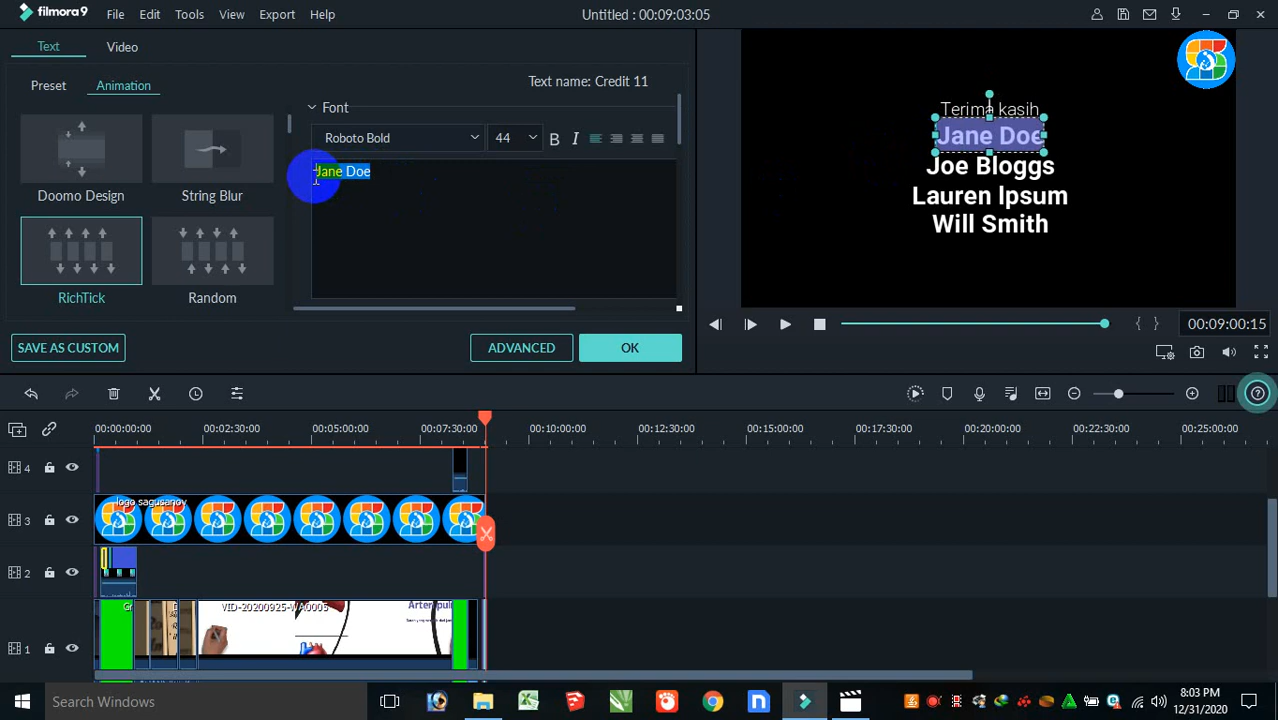 filmora9 File Edit Tools View Export Help Untitled : 00:09:03:05
Text Video
Preset Animation
Text name: Credit 11
Font
Roboto Bold 44 B I
Jane Doe
Doomo Design String Blur
RichTick Random
SAVE AS CUSTOM ADVANCED OK
Terima kasih
Jane Doe
Joe Bloggs
Lauren Ipsum
Will Smith
00:09:00:15
00:00:00:00 00:02:30:00 00:05:00:00 00:07:30:00 00:10:00:00 00:12:30:00 00:15:00:00 00:17:30:00 00:20:00:00 00:22:30:00 00:25:00:00
4
3 logo sagusanov
2
1 VID-20200925-WA0005
Search Windows
8:03 PM
12/31/2020